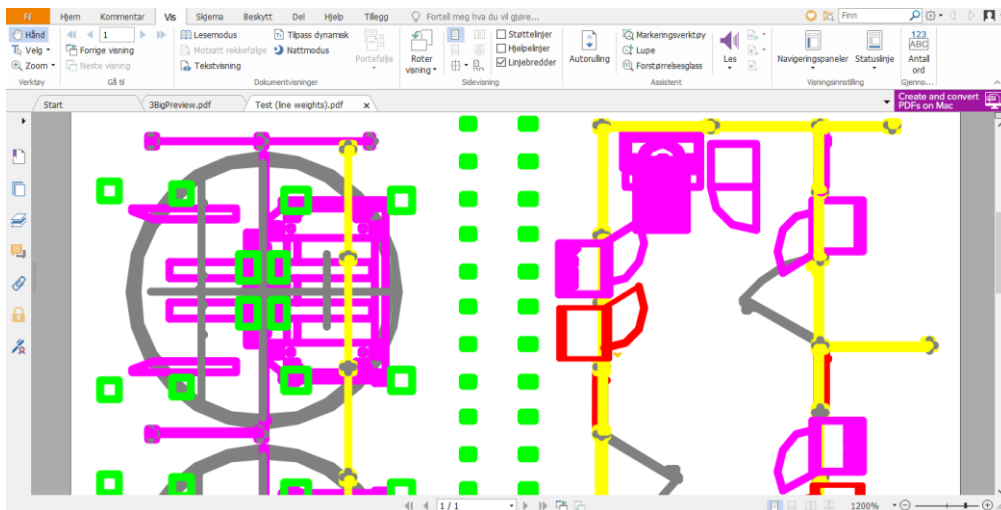 Fil Hjem Kommentar Vis Skjema Beskytt Del Hjelp Tillegg Fortell meg hva du vil gjøre... Finn
Hånd
Velg
Zoom
Verktøy
1
Forrige visning
Neste visning
Gå til
Lesemodus
Motsatt rekkefølge
Tekstvisning
Tilpass dynamisk
Nattmodus
Dokumentvisninger
Portefølje
Roter
visning
Støttelinjer
Hjelpelinjer
Linjebredder
Sidevisning
Autorulling
Markeringsverktøy
Lupe
Forstørrelsesglass
Assistent
Les
Navigeringspaneler
Statuslinje
Visningsinnstilling
123
ABC
Antall
ord
Gjenno...
Start 3BigPreview.pdf Test (line weights).pdf x
Create and convert
PDFs on Mac
1 / 1
1200%